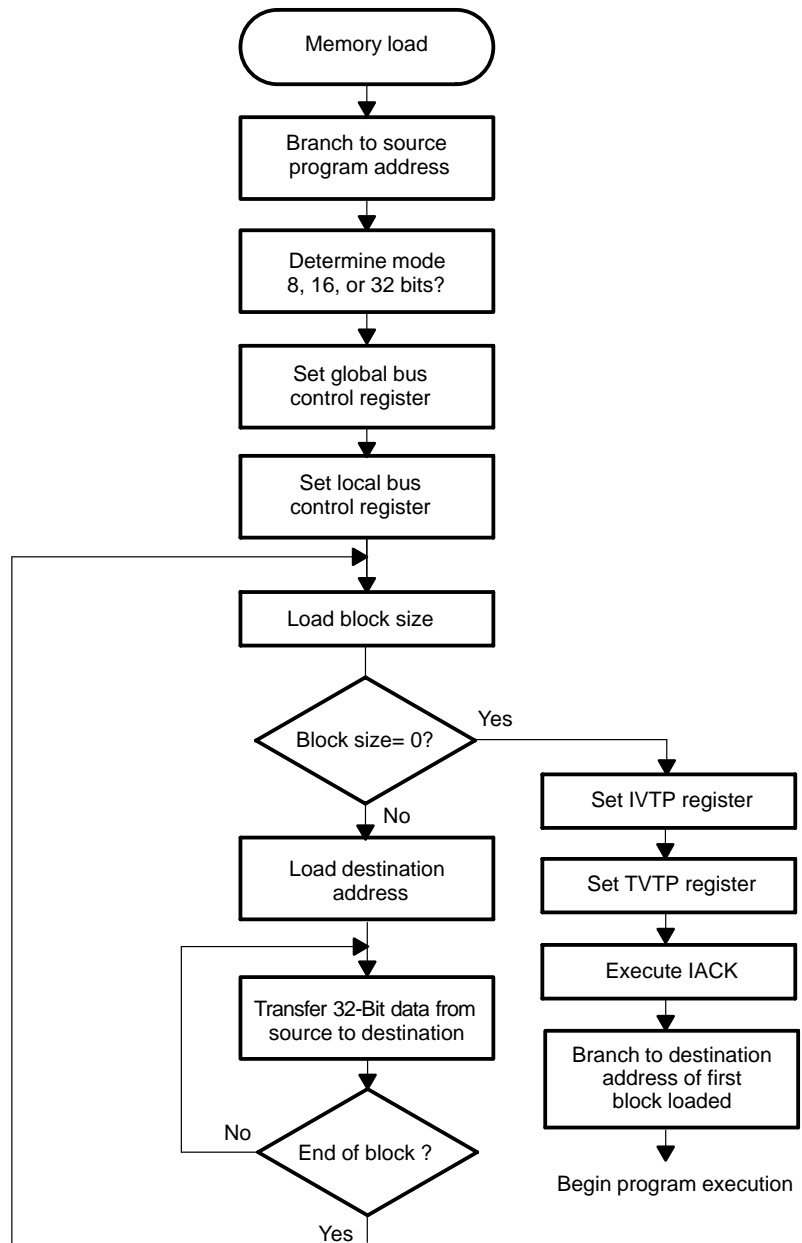 Memory load
Branch to source
program address
Determine mode
8, 16, or 32 bits?
Set global bus
control register
Set local bus
control register
Load block size
Block size= 0?
Yes
No
Set IVTP register
Load destination
address
Set TVTP register
Execute IACK
Transfer 32-Bit data from
source to destination
Branch to destination
address of first
block loaded
No
End of block ?
Begin program execution
Yes